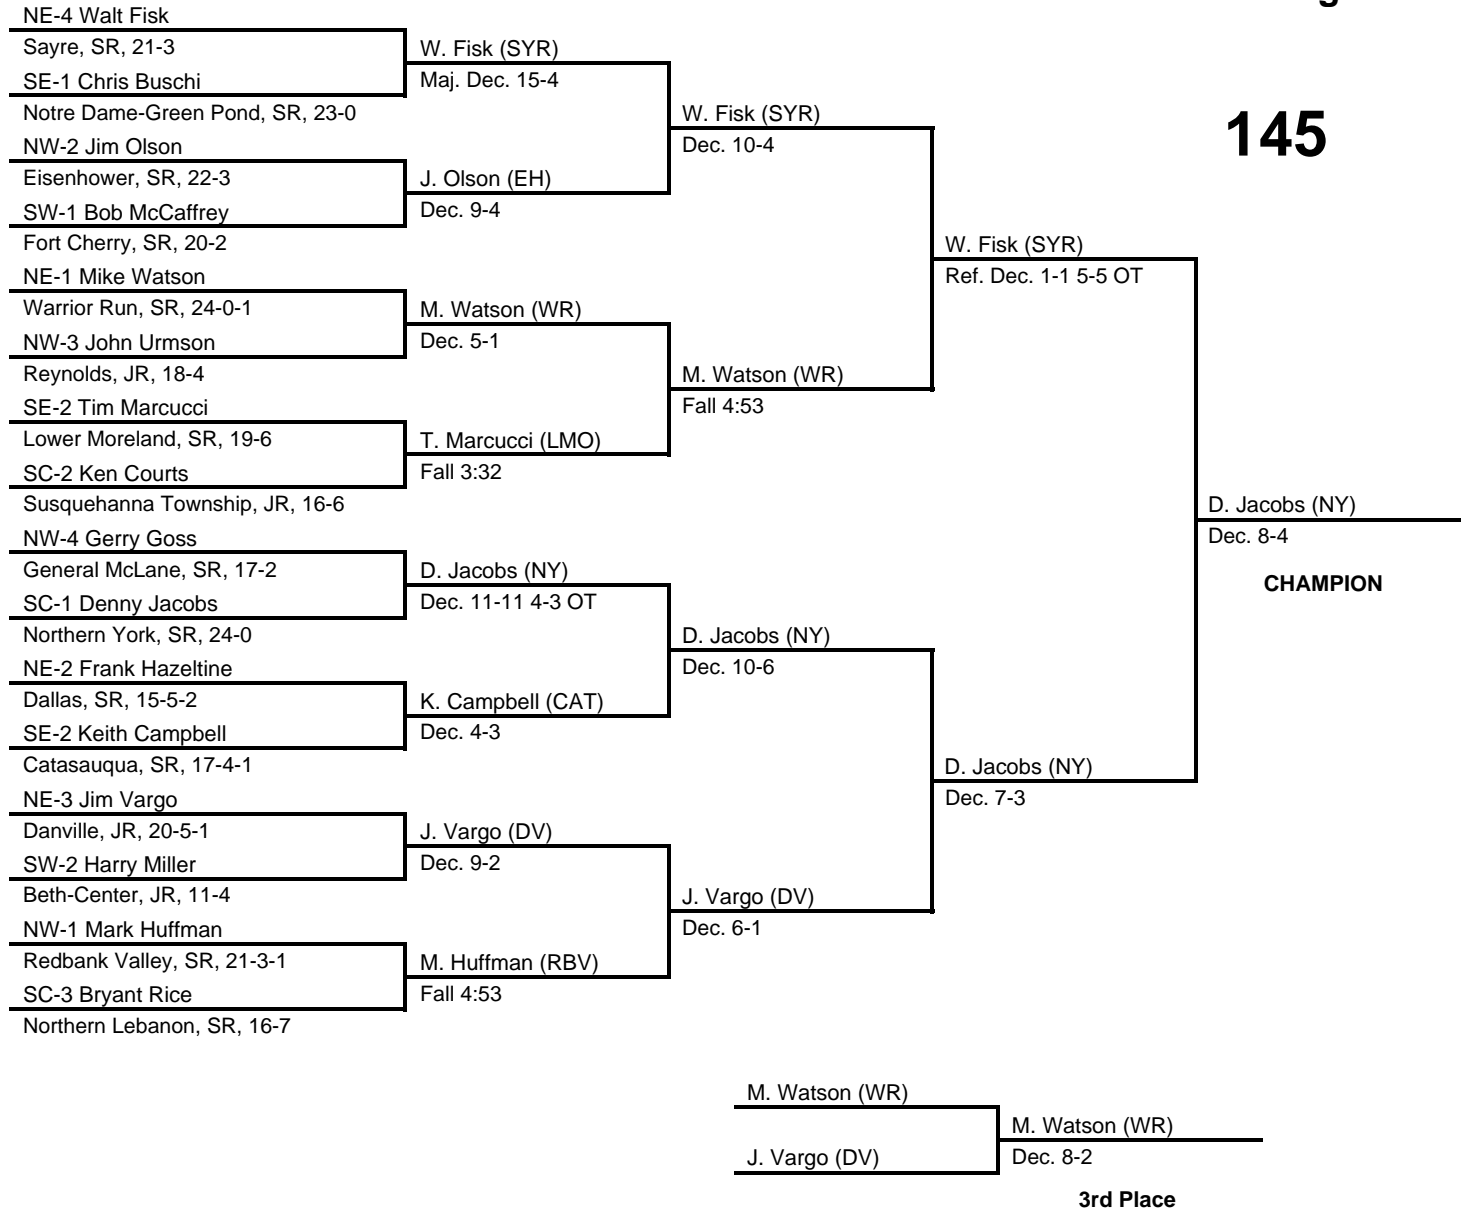 NE-4 Walt Fisk
Sayre, SR, 21-3
SE-1 Chris Buschi
Notre Dame-Green Pond, SR, 23-0
NW-2 Jim Olson
Eisenhower, SR, 22-3
SW-1 Bob McCaffrey
Fort Cherry, SR, 20-2
NE-1 Mike Watson
Warrior Run, SR, 24-0-1
NW-3 John Urmson
Reynolds, JR, 18-4
SE-2 Tim Marcucci
Lower Moreland, SR, 19-6
SC-2 Ken Courts
Susquehanna Township, JR, 16-6
NW-4 Gerry Goss
General McLane, SR, 17-2
SC-1 Denny Jacobs
Northern York, SR, 24-0
NE-2 Frank Hazeltine
Dallas, SR, 15-5-2
SE-2 Keith Campbell
Catasauqua, SR, 17-4-1
NE-3 Jim Vargo
Danville, JR, 20-5-1
SW-2 Harry Miller
Beth-Center, JR, 11-4
NW-1 Mark Huffman
Redbank Valley, SR, 21-3-1
SC-3 Bryant Rice
Northern Lebanon, SR, 16-7
W. Fisk (SYR)
Maj. Dec. 15-4
J. Olson (EH)
Dec. 9-4
M. Watson (WR)
Dec. 5-1
T. Marcucci (LMO)
Fall 3:32
D. Jacobs (NY)
Dec. 11-11 4-3 OT
K. Campbell (CAT)
Dec. 4-3
J. Vargo (DV)
Dec. 9-2
M. Huffman (RBV)
Fall 4:53
W. Fisk (SYR)
Dec. 10-4
M. Watson (WR)
Fall 4:53
D. Jacobs (NY)
Dec. 10-6
J. Vargo (DV)
Dec. 6-1
W. Fisk (SYR)
Ref. Dec. 1-1 5-5 OT
D. Jacobs (NY)
Dec. 7-3
145
D. Jacobs (NY)
Dec. 8-4
CHAMPION
M. Watson (WR)
J. Vargo (DV)
M. Watson (WR)
Dec. 8-2
3rd Place